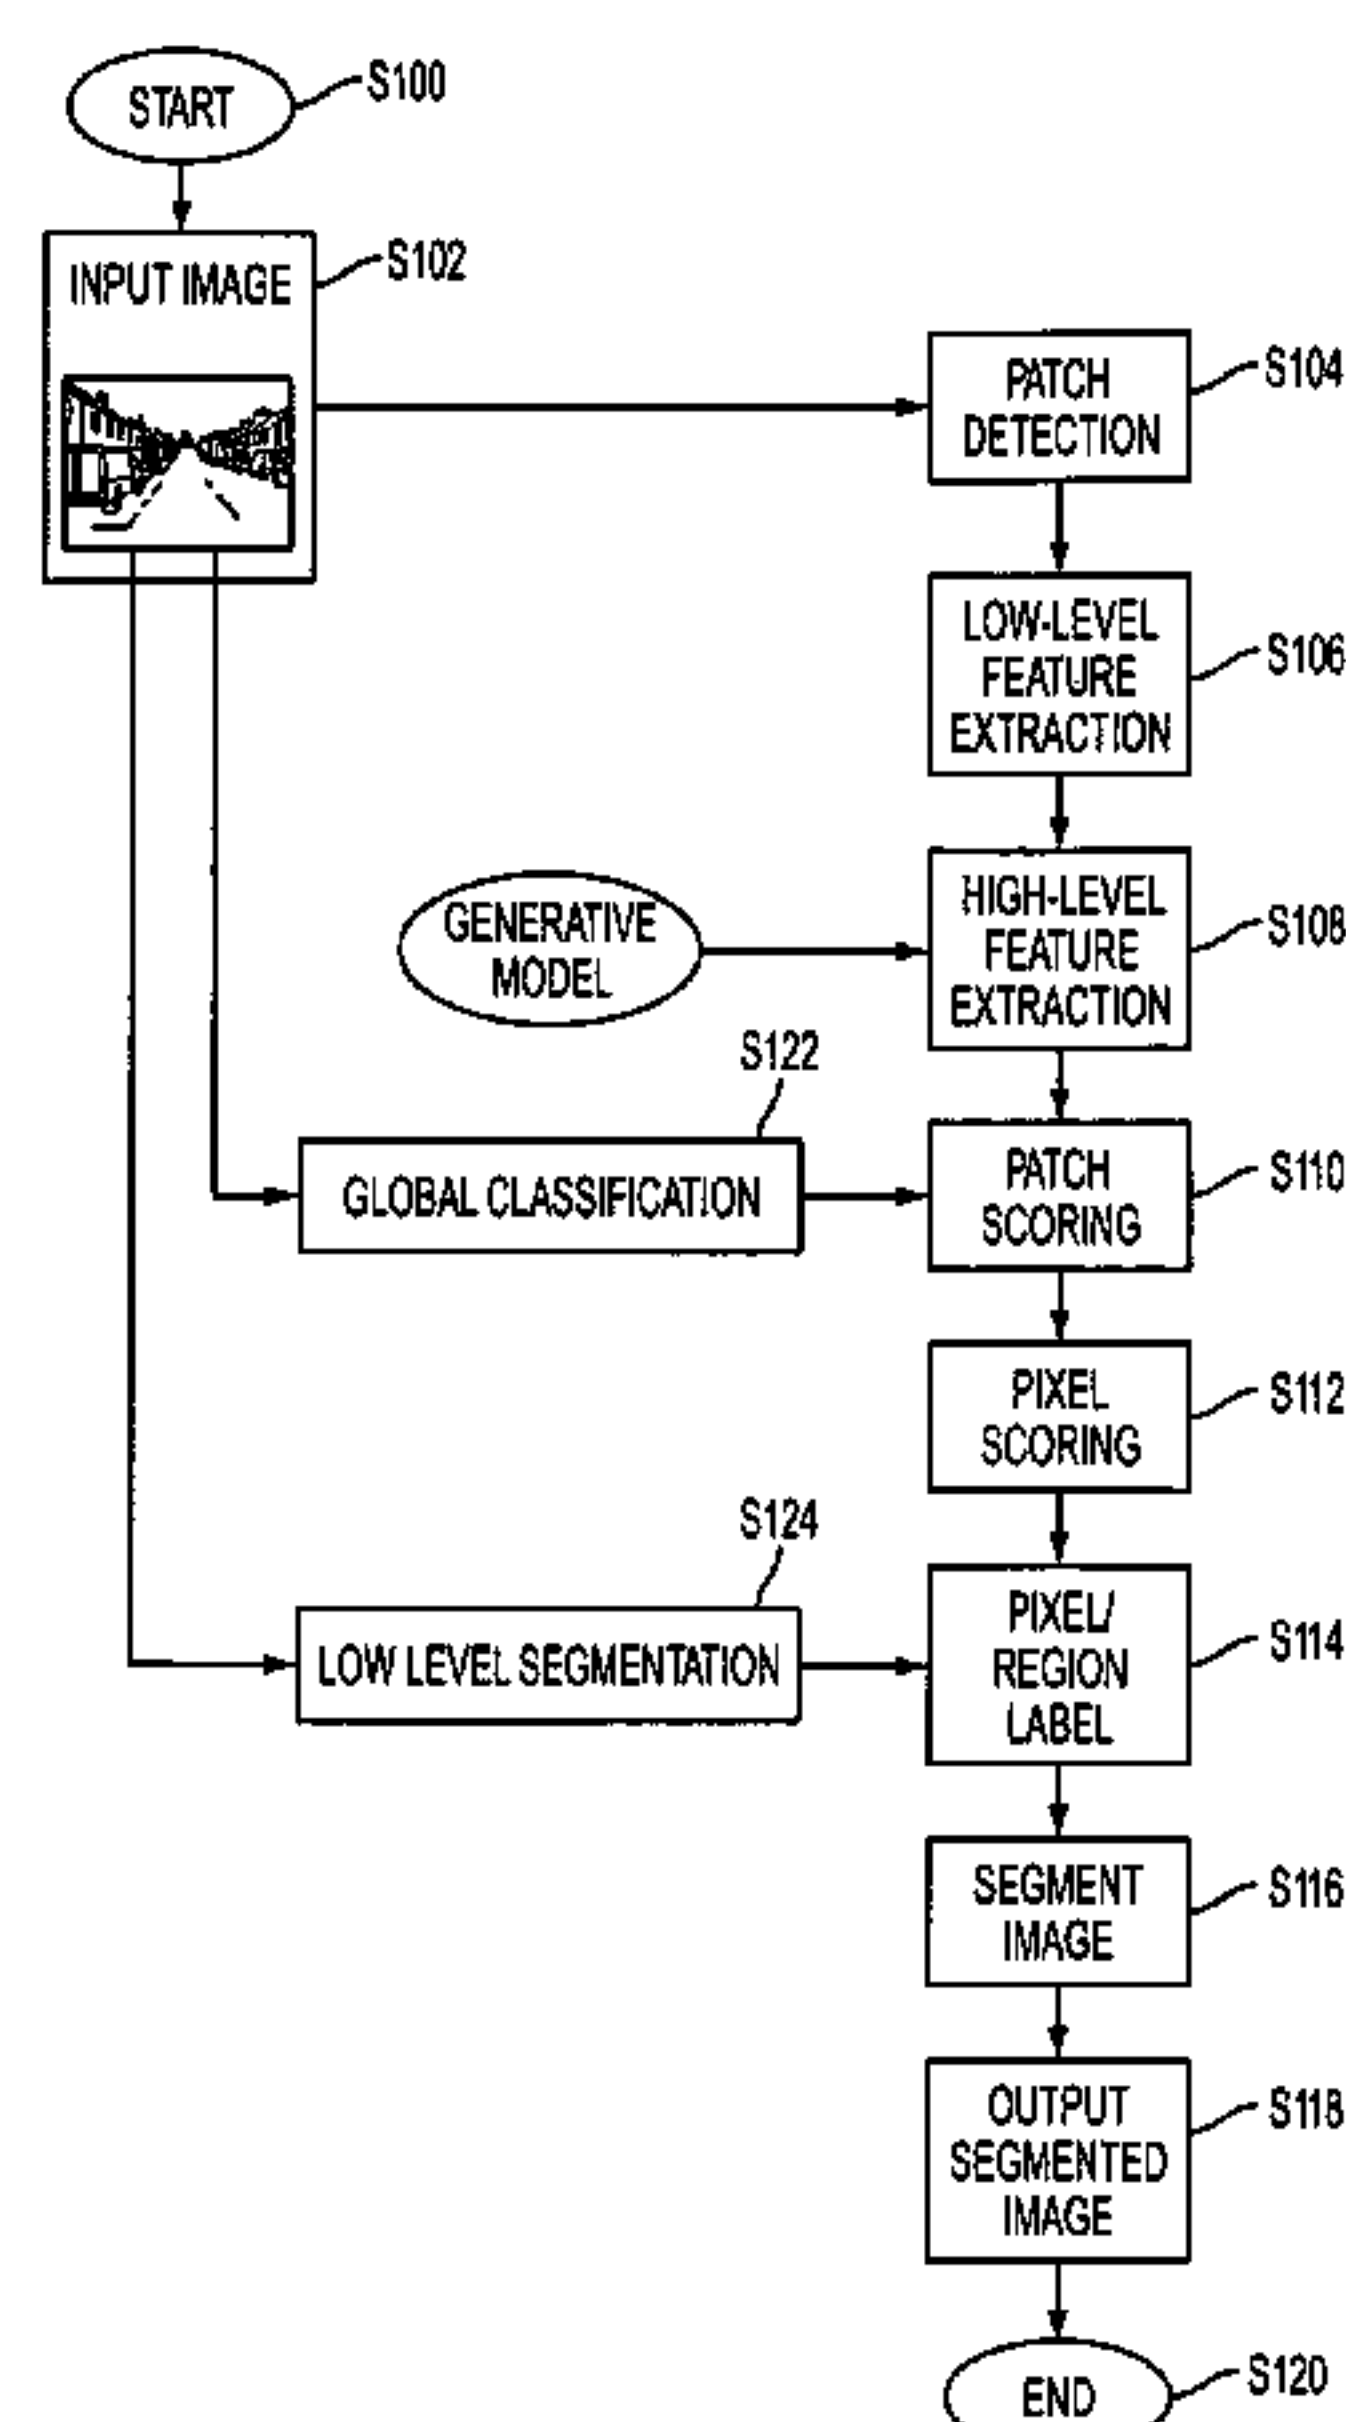 START
S100
INPUT IMAGE
S102
PATCH
DETECTION
S104
LOW-LEVEL
FEATURE
EXTRACTION
S106
GENERATIVE
MODEL
HIGH-LEVEL
FEATURE
EXTRACTION
S108
S122
GLOBAL CLASSIFICATION
PATCH
SCORING
S110
PIXEL
SCORING
S112
S124
LOW LEVEL SEGMENTATION
PIXEL/
REGION
LABEL
S114
SEGMENT
IMAGE
S116
OUTPUT
SEGMENTED
IMAGE
S118
END
S120